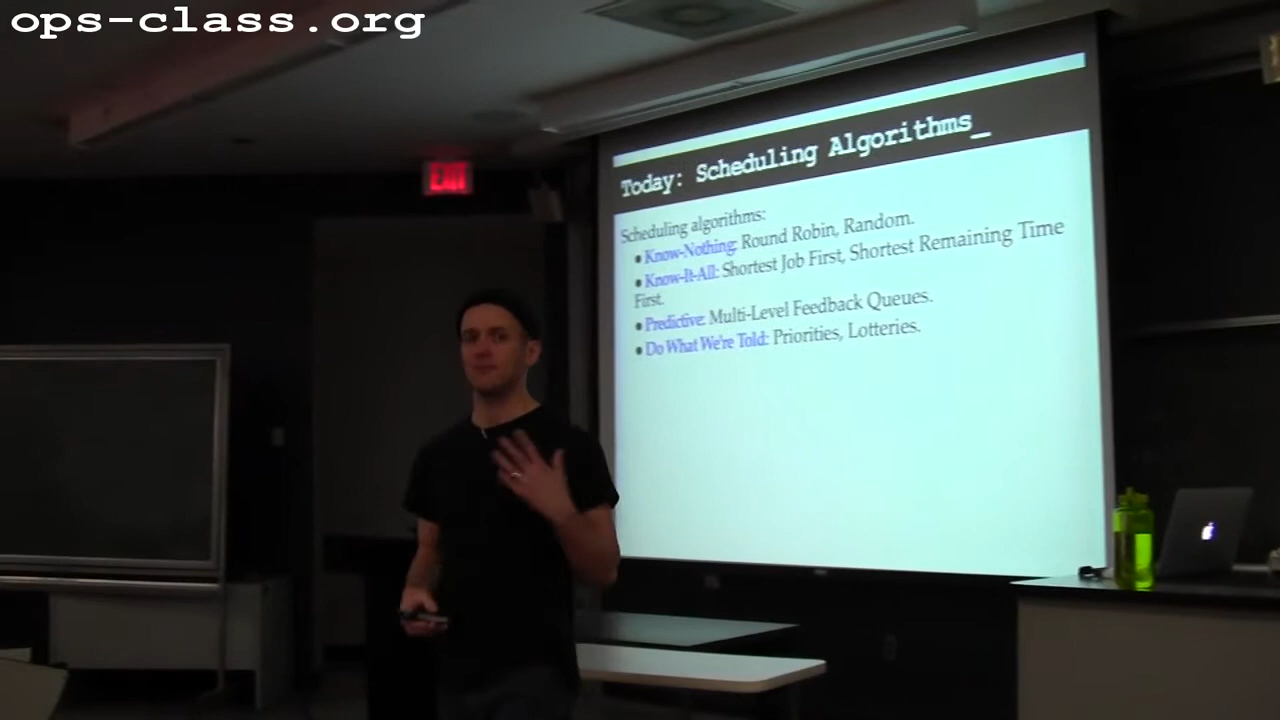 ops-class.org
EXIT
Today: Scheduling Algorithms_
Scheduling algorithms:
• Know-Nothing: Round Robin, Random.
• Know-It-All: Shortest Job First, Shortest Remaining Time
First.
• Predictive: Multi-Level Feedback Queues.
• Do What We're Told: Priorities, Lotteries.